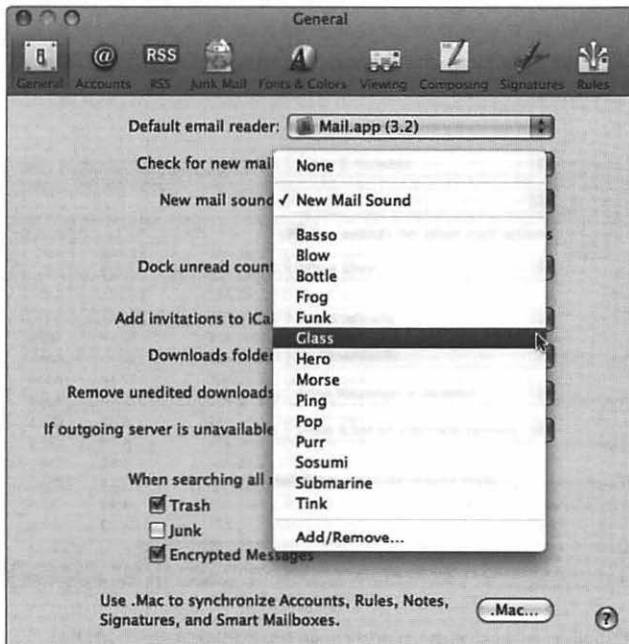 General
General Accounts RSS Junk Mail Fonts & Colors Viewing Composing Signatures Rules
RSS
Default email reader: Mail.app (3.2)
Check for new mail
None
New mail sound ✓ New Mail Sound
Basso
Blow
Dock unread count
Bottle
Frog
Add invitations to iCa
Funk
Glass
Downloads folder
Hero
Morse
Remove unedited downloads
Ping
Pop
If outgoing server is unavailable
Purr
Sosumi
When searching all
Submarine
Trash
Tink
Junk
Add/Remove...
Encrypted Messages
Use .Mac to synchronize Accounts, Rules, Notes,
Signatures, and Smart Mailboxes.
.Mac...
?